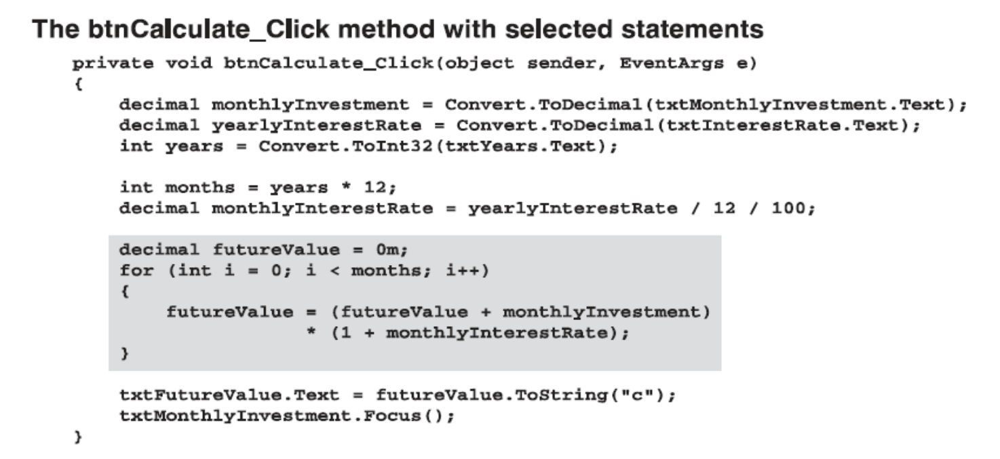 The btnCalculate_Click method with selected statements
private void btnCalculate_Click(object sender, EventArgs e)
{
decimal monthlyInvestment = Convert.ToDecimal(txtMonthlyInvestment.Text);
decimal yearlyInterestRate = Convert.ToDecimal(txtInterestRate.Text);
int years = Convert.ToInt32(txtYears.Text);
int months = years * 12;
decimal monthlyInterestRate = yearlyInterestRate / 12 / 100;
decimal futureValue = 0m;
for (int i = 0; i < months; i++)
{
futureValue = (futureValue + monthlyInvestment)
* (1 + monthlyInterestRate);
}
txtFutureValue.Text = futureValue.ToString("c");
txtMonthlyInvestment.Focus();
}